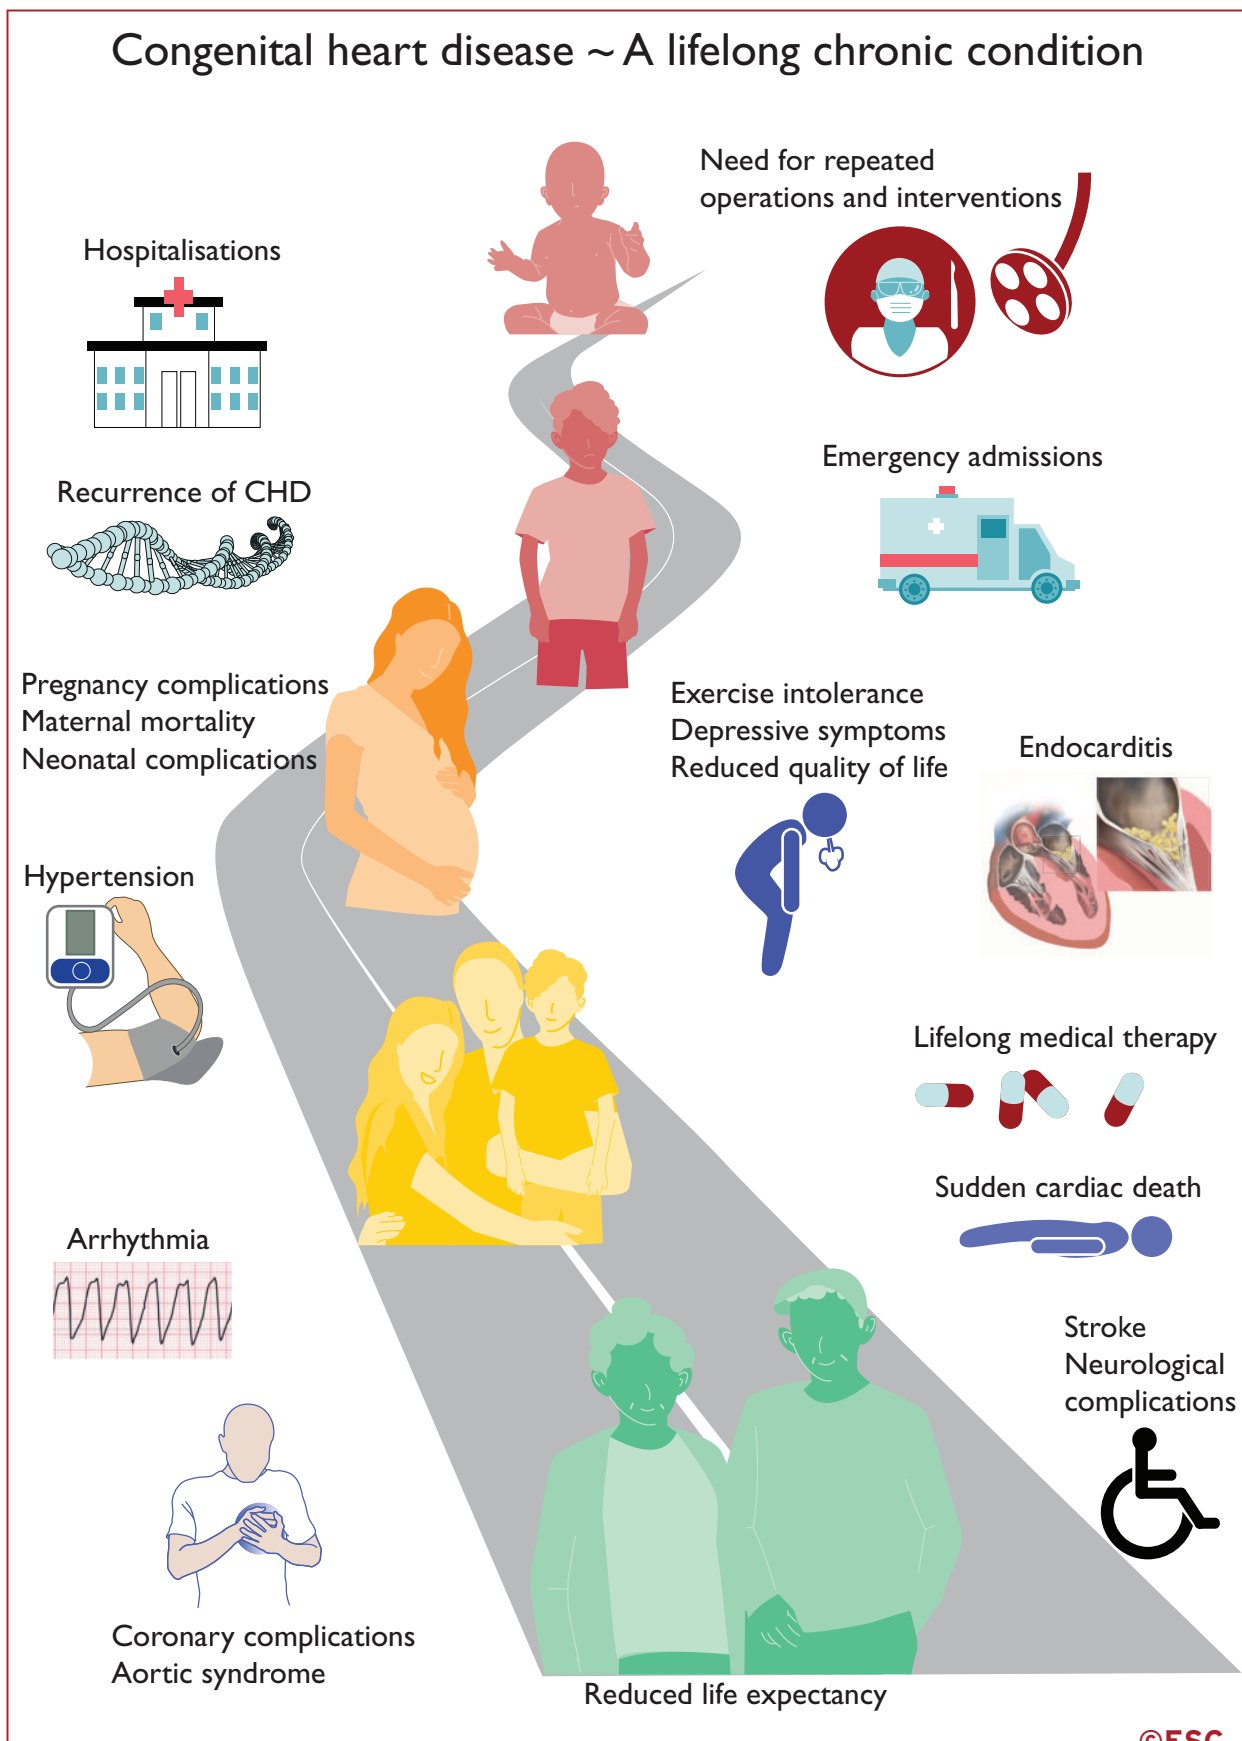 Congenital heart disease ~ A lifelong chronic condition
Need for repeated
operations and interventions
Hospitalisations
Emergency admissions
Recurrence of CHD
Pregnancy complications
Maternal mortality
Neonatal complications
Exercise intolerance
Depressive symptoms
Reduced quality of life
Endocarditis
Hypertension
Lifelong medical therapy
Sudden cardiac death
Arrhythmia
Stroke
Neurological
complications
Coronary complications
Aortic syndrome
Reduced life expectancy
©ESC